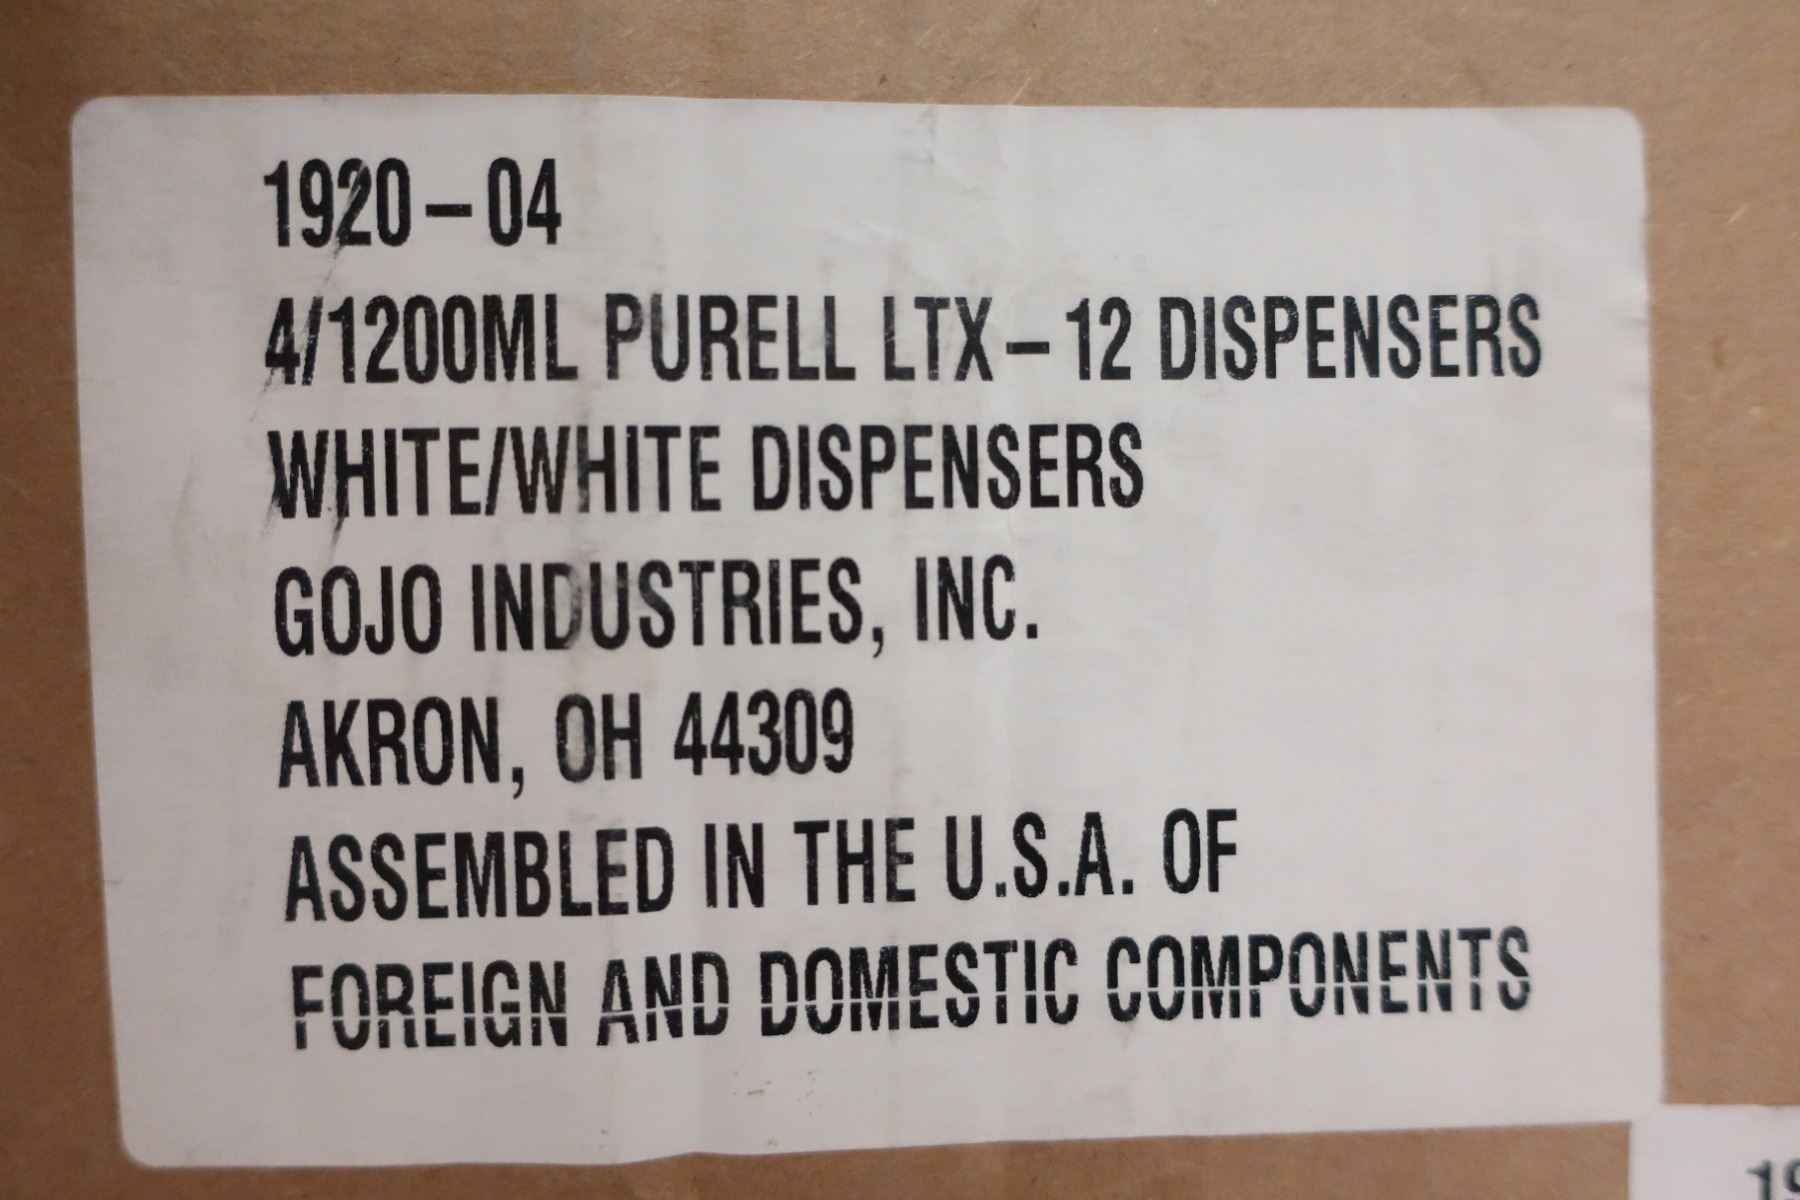 1920-04
4/1200ML PURELL LTX-12 DISPENSERS
WHITE/WHITE DISPENSERS
GOJO INDUSTRIES, INC.
AKRON, OH 44309
ASSEMBLED IN THE U.S.A. OF
FOREIGN AND DOMESTIC COMPONENTS